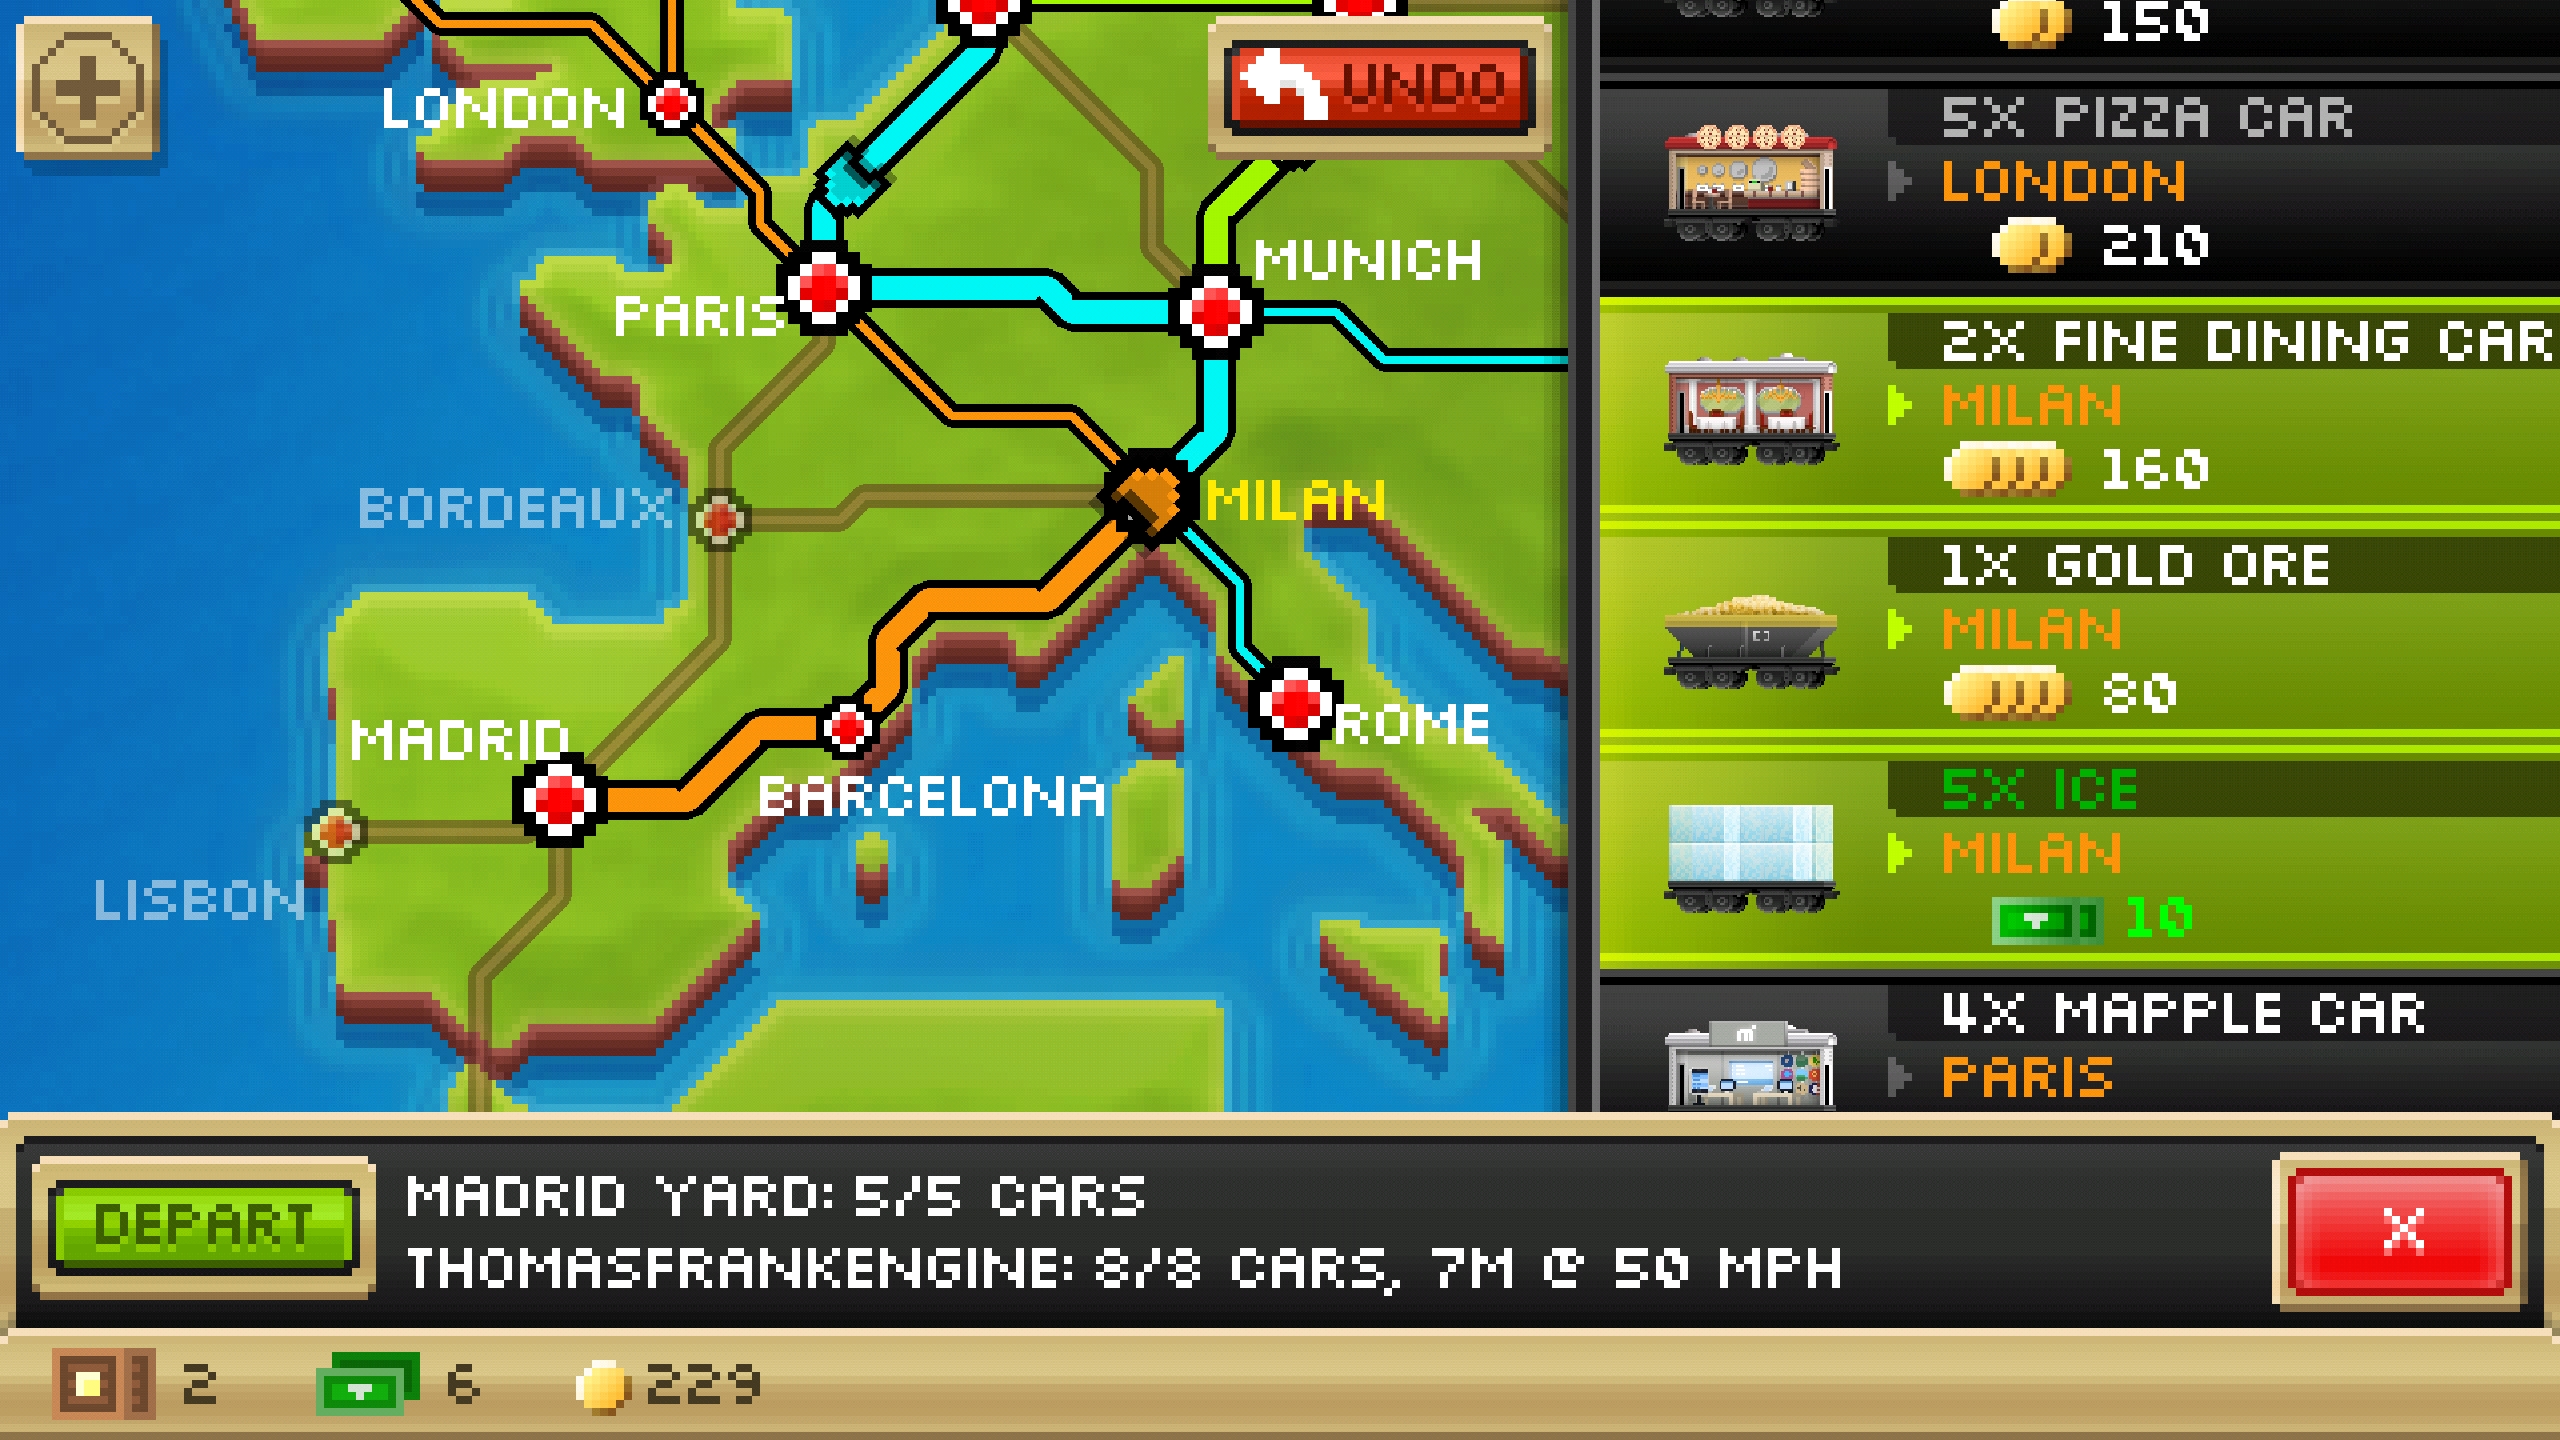 150
UNDO
LONDON
5X PIZZA CAR
LONDON
210
MUNICH
PARIS
2X FINE DINING CAR
MILAN
160
BORDEAUX
MILAN
1X GOLD ORE
MILAN
80
MADRID
ROME
BARCELONA
5X ICE
MILAN
10
LISBON
4X MAPPLE CAR
m
PARIS
DEPART
MADRID YARD: 5/5 CARS
THOMASFRANKENGINE: 8/8 CARS, 7M @ 50 MPH
X
2
6
229